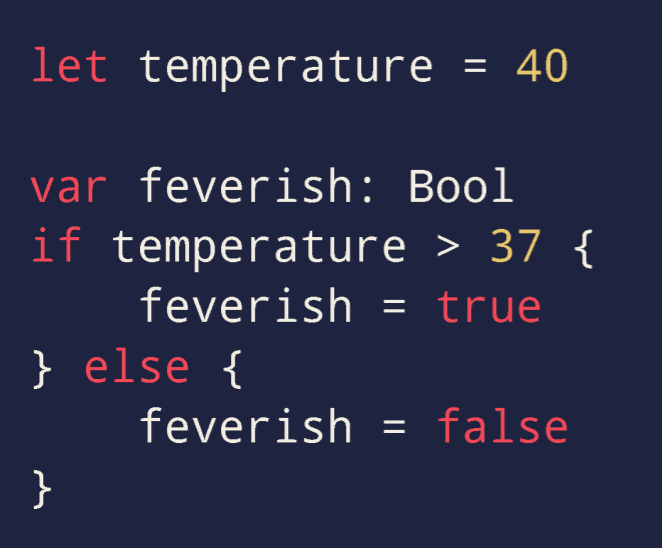 let temperature = 40
var feverish: Bool
if temperature > 37 {
    feverish = true
} else {
    feverish = false
}